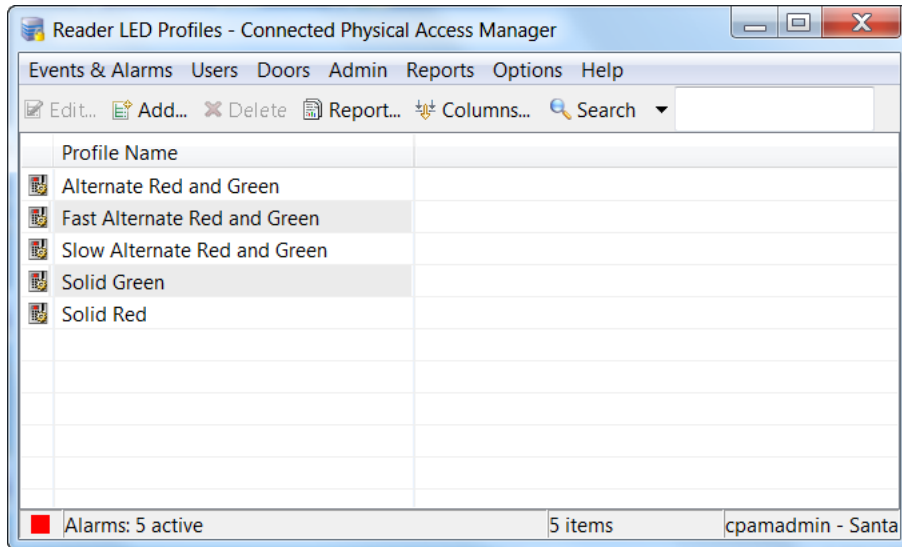 Reader LED Profiles - Connected Physical Access Manager
Events & Alarms Users Doors Admin Reports Options Help
Edit... Add... Delete Report... Columns... Search
Profile Name
Alternate Red and Green
Fast Alternate Red and Green
Slow Alternate Red and Green
Solid Green
Solid Red
Alarms: 5 active 5 items cpamadmin - Santa